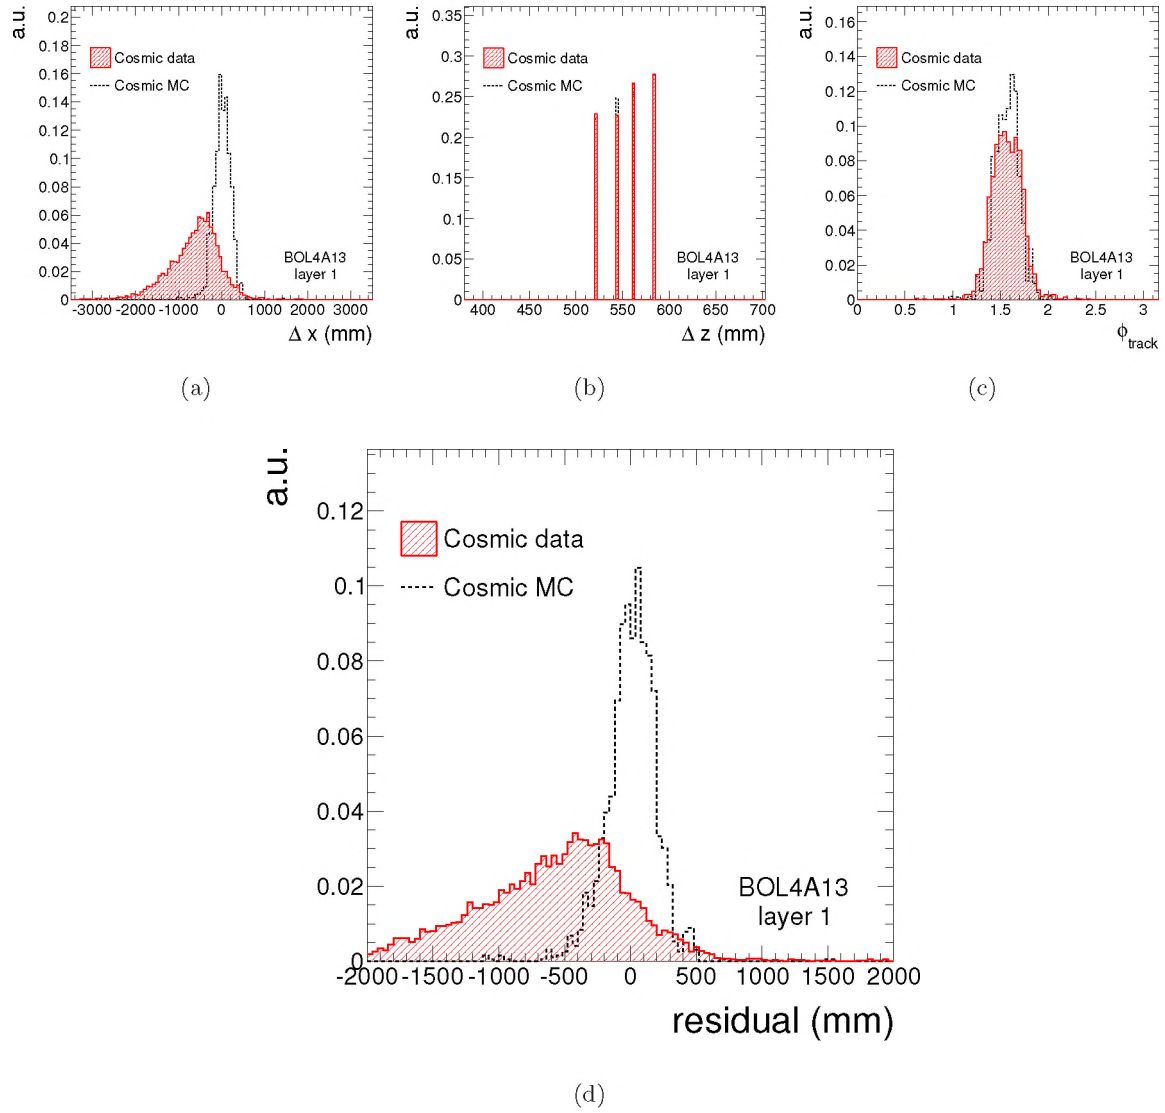 a.u.
0.2
0.18
0.16
0.14
0.12
0.1
0.08
0.06
0.04
0.02
0
Cosmic data
Cosmic MC
BOL4A13
layer 1
-3000 -2000 -1000 0 1000 2000 3000
Δ x (mm)
(a)
a.u.
0.35
0.3
0.25
0.2
0.15
0.1
0.05
0
Cosmic data
Cosmic MC
BOL4A13
layer 1
400 450 500 550 600 650 700
Δ z (mm)
(b)
a.u.
0.16
0.14
0.12
0.1
0.08
0.06
0.04
0.02
0
Cosmic data
Cosmic MC
BOL4A13
layer 1
0 0.5 1 1.5 2 2.5 3
ϕtrack
(c)
a.u.
0.12
0.1
0.08
0.06
0.04
0.02
0
Cosmic data
Cosmic MC
BOL4A13
layer 1
-2000 -1500 -1000 -500 0 500 1000 1500 2000
residual (mm)
(d)